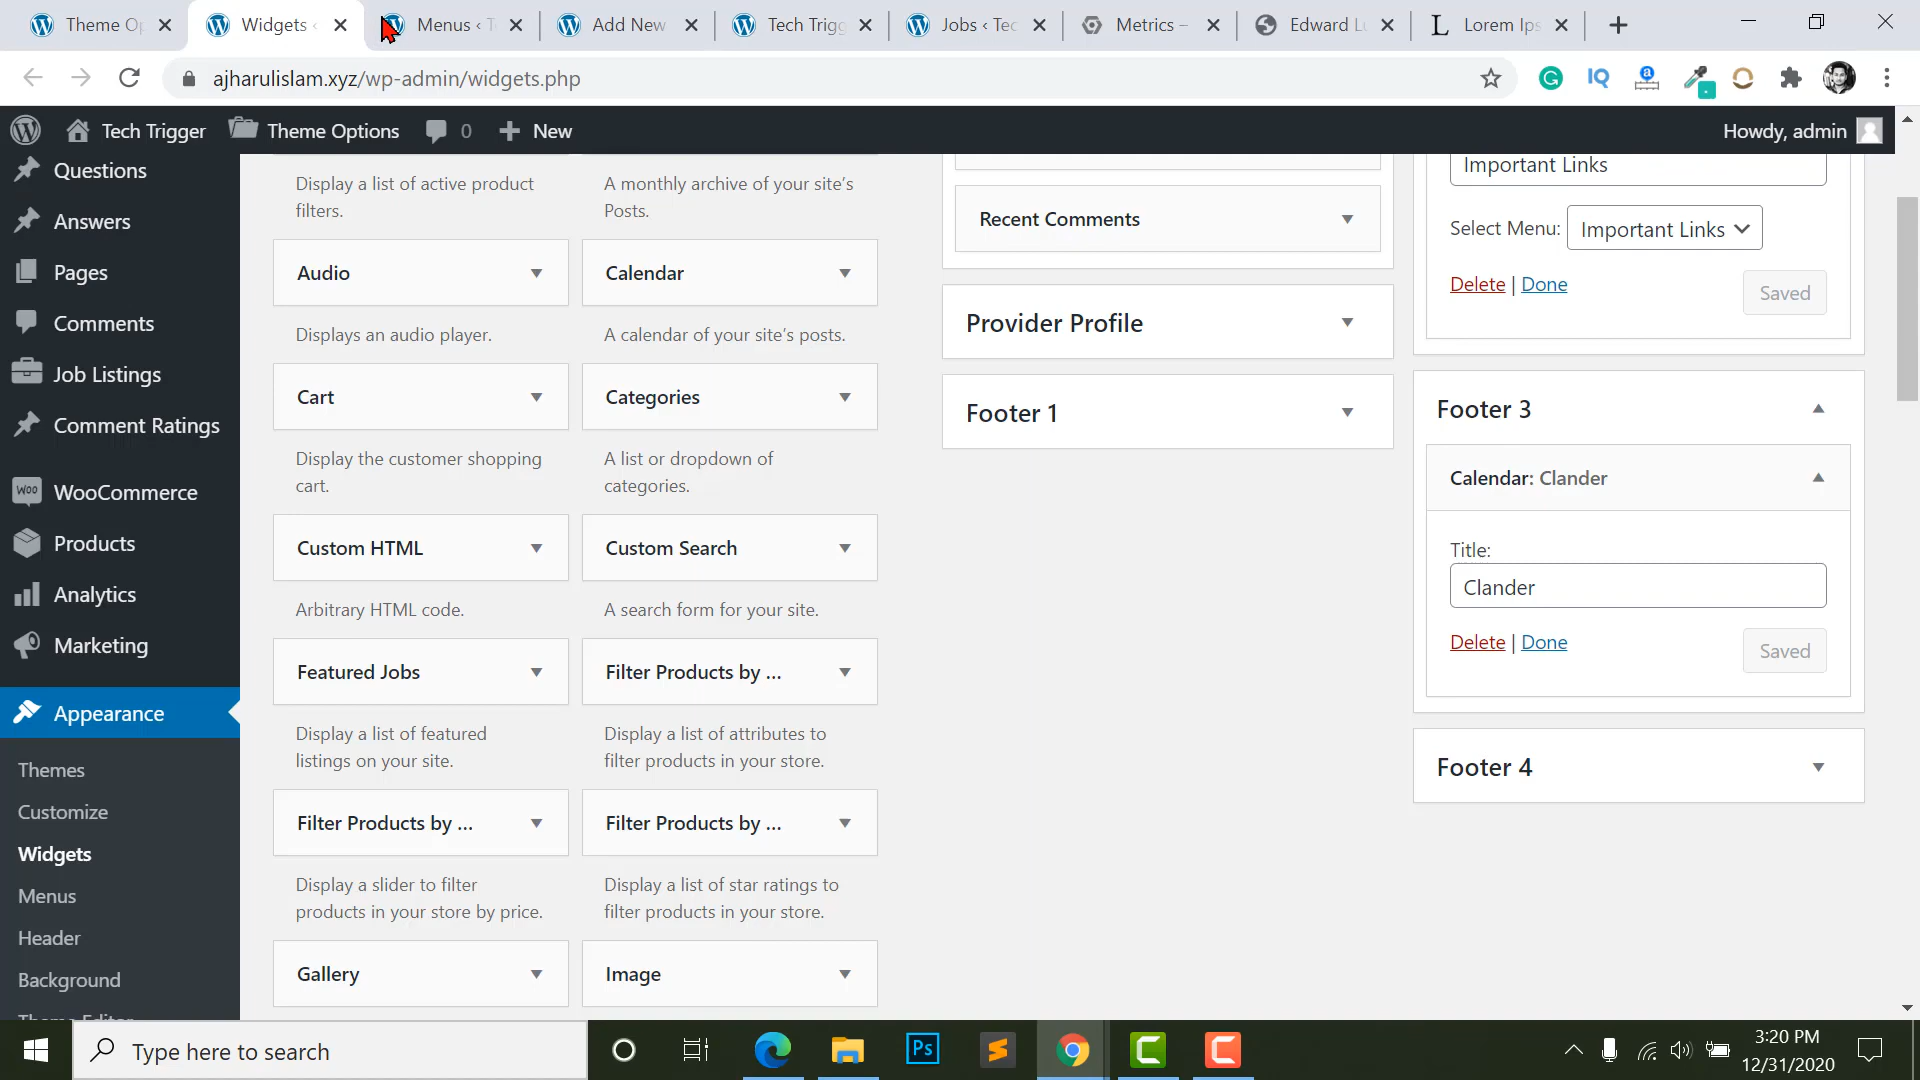 Theme Op
Widgets ‹
Menus ‹ T
Add New
Tech Trigg
Jobs ‹ Tec
Metrics –
Edward Lu
Lorem Ips
ajharulislam.xyz/wp-admin/widgets.php
Tech Trigger
Theme Options
0
New
Howdy, admin
Questions
Answers
Pages
Comments
Job Listings
Comment Ratings
WooCommerce
Products
Analytics
Marketing
Appearance
Themes
Customize
Widgets
Menus
Header
Background
Display a list of active product
filters.
A monthly archive of your site's
Posts.
Audio
Calendar
Displays an audio player.
A calendar of your site's posts.
Cart
Categories
Display the customer shopping
cart.
A list or dropdown of
categories.
Custom HTML
Custom Search
Arbitrary HTML code.
A search form for your site.
Featured Jobs
Filter Products by ...
Display a list of featured
listings on your site.
Display a list of attributes to
filter products in your store.
Filter Products by ...
Filter Products by ...
Display a slider to filter
products in your store by price.
Display a list of star ratings to
filter products in your store.
Gallery
Image
Recent Comments
Provider Profile
Footer 1
Important Links
Select Menu: Important Links
Delete | Done
Saved
Footer 3
Calendar: Clander
Title:
Clander
Delete | Done
Saved
Footer 4
Type here to search
3:20 PM
12/31/2020